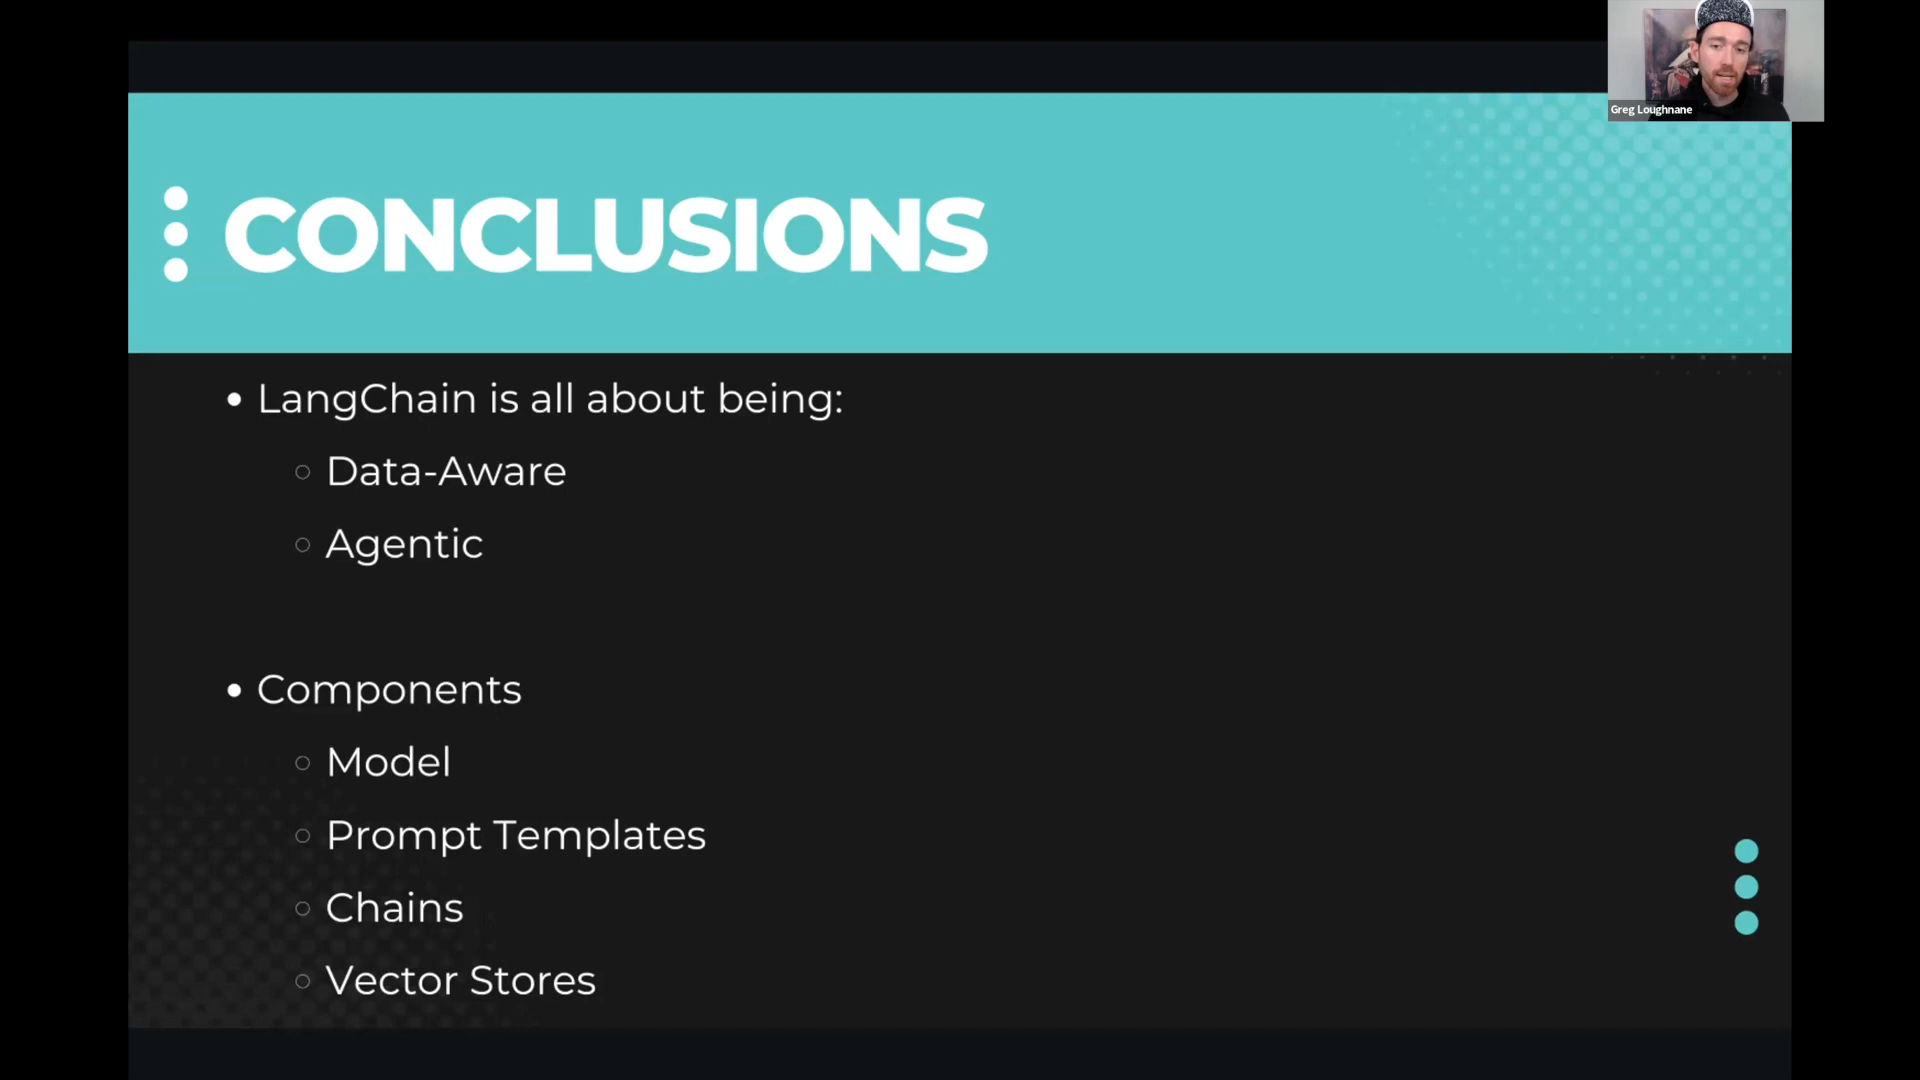 Greg Loughnane
CONCLUSIONS
LangChain is all about being:
Data-Aware
Agentic
Components
Model
Prompt Templates
Chains
Vector Stores